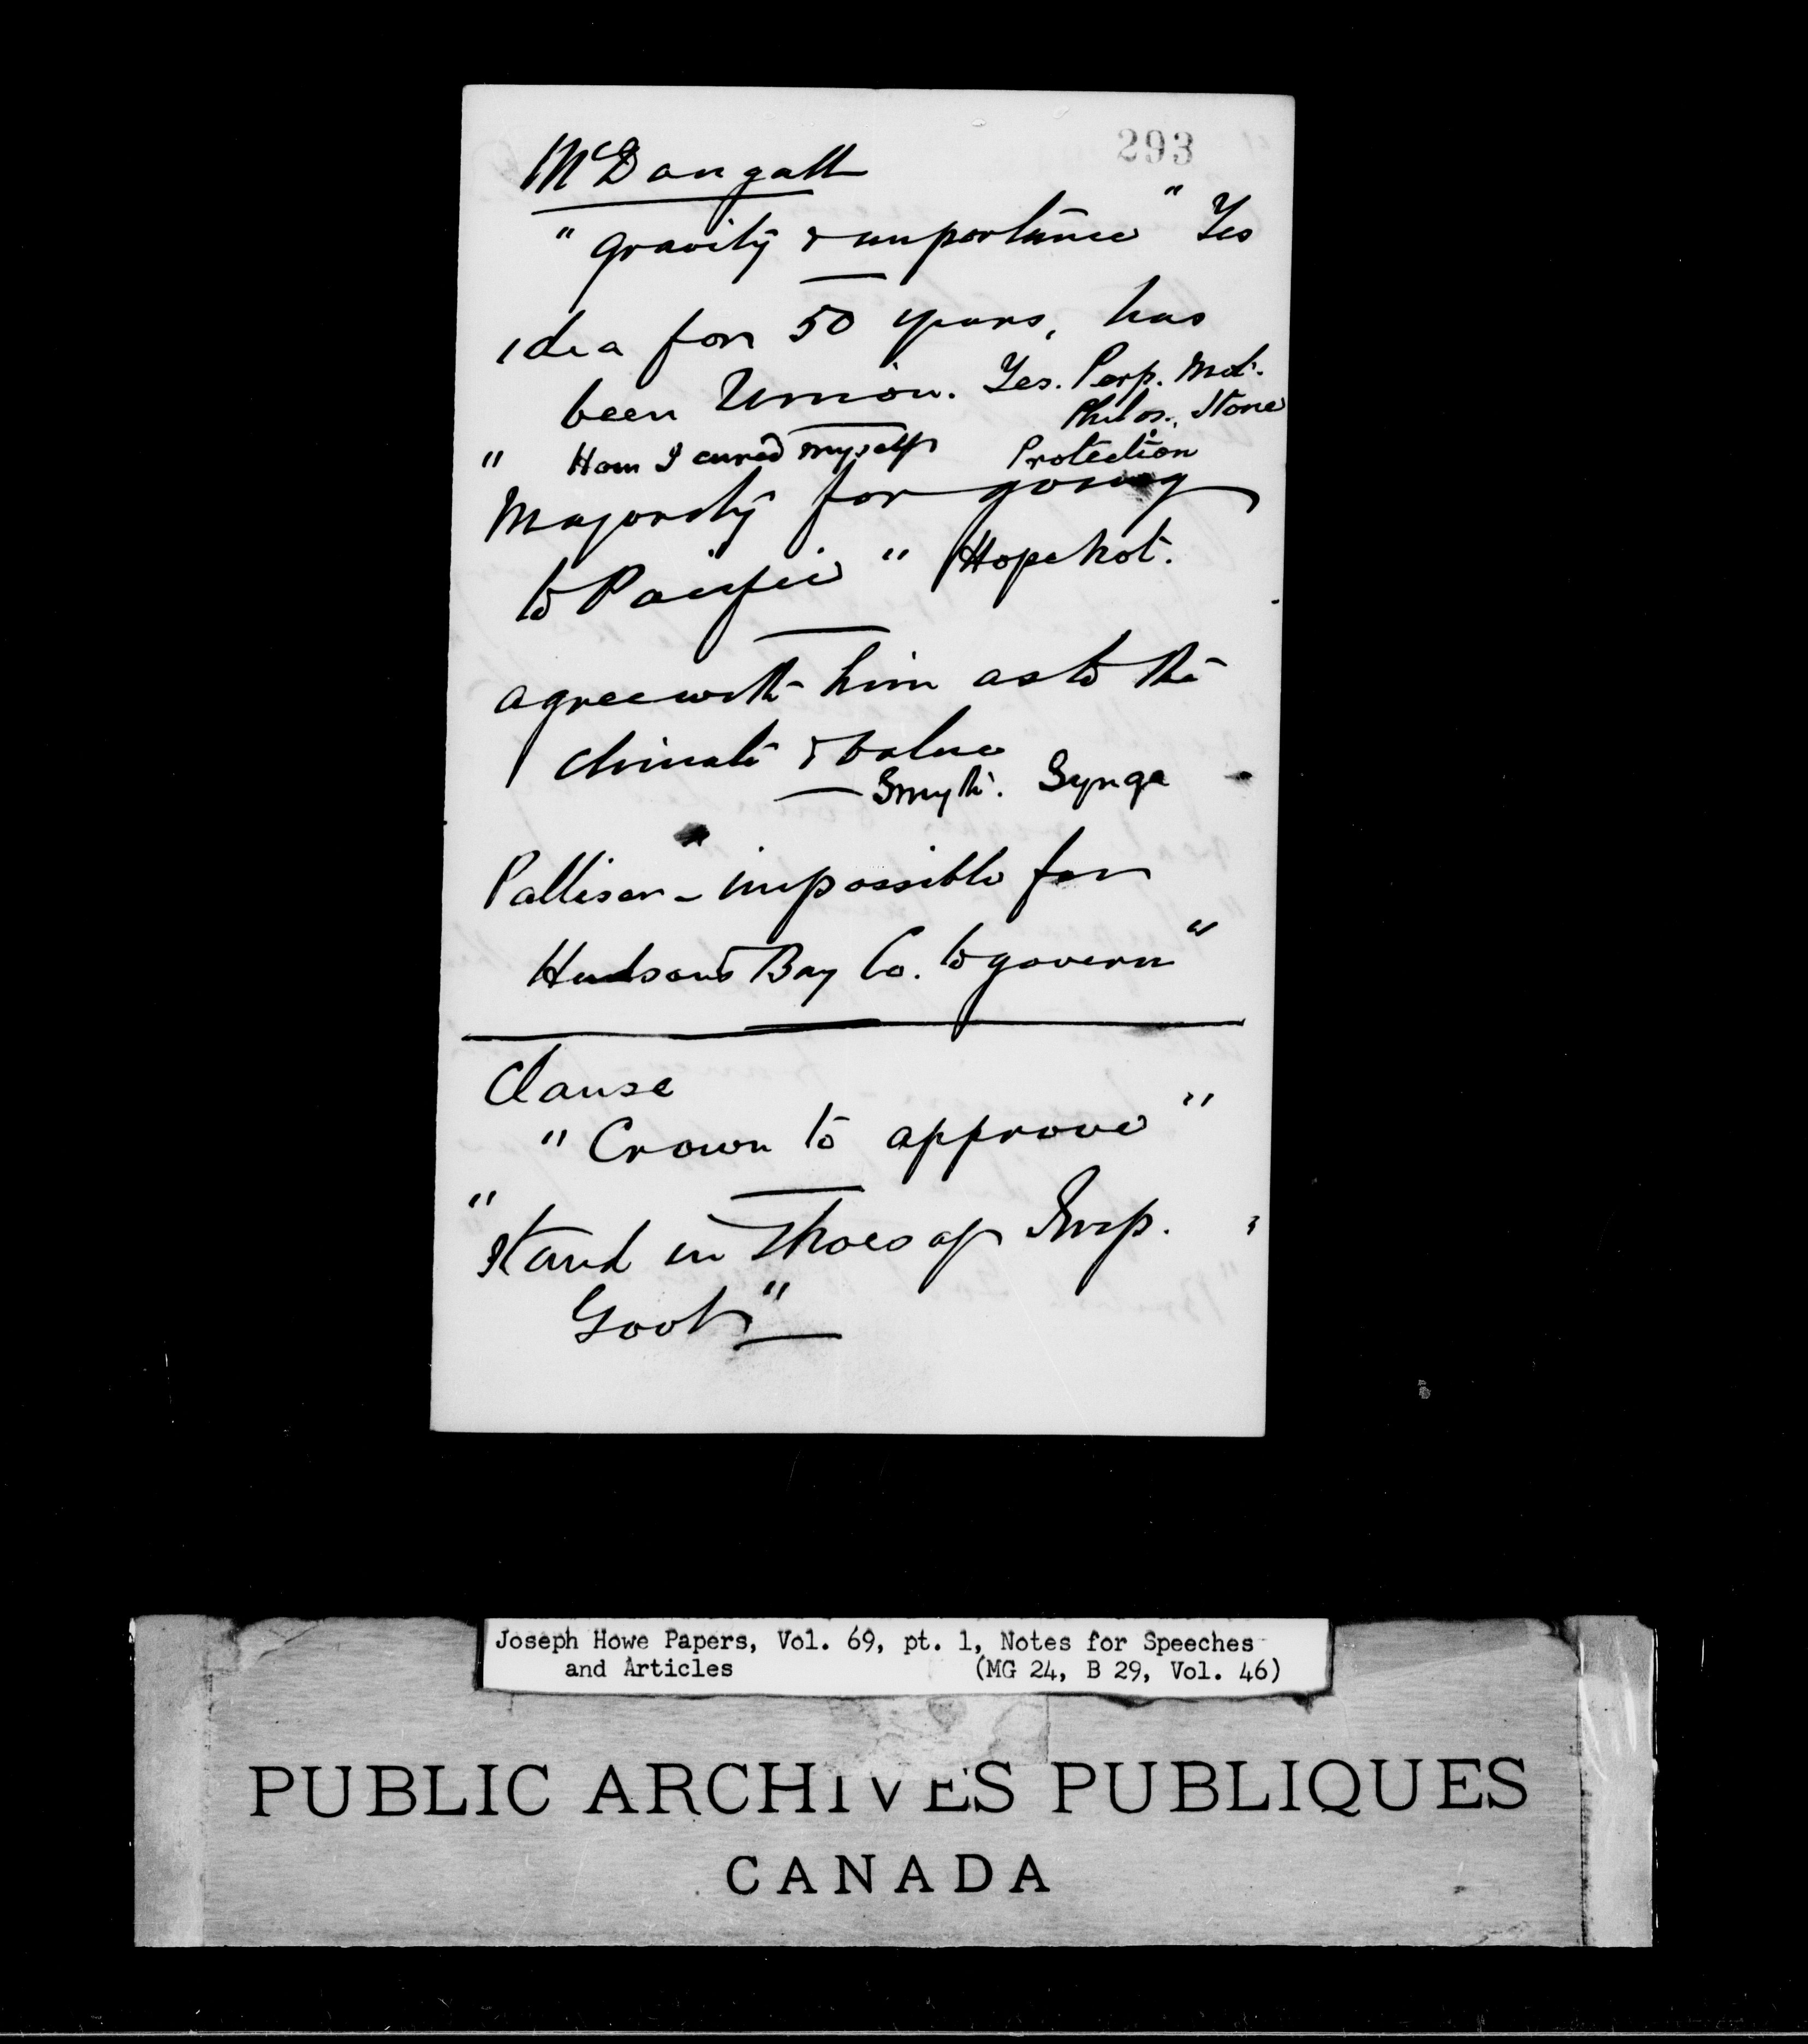 293
McDougall
"gravity & importance" Yes
idea for 50 years, has
been Union. Yes. Perp. Mot.
Philos. Stone
" How I cured myself Protection
Majority for going
to Pacific" Hope not.
agree with him as to the
climate & value
Smyth. Synge
Palliser - impossible for
Hudson's Bay Co. to govern"
Clause
"Crown to approve"
"Stand in Shoes of Imp.
Govt"
Joseph Howe Papers, Vol. 69, pt. 1, Notes for Speeches
and Articles (MG 24, B 29, Vol. 46)
PUBLIC ARCHIVES PUBLIQUES
CANADA